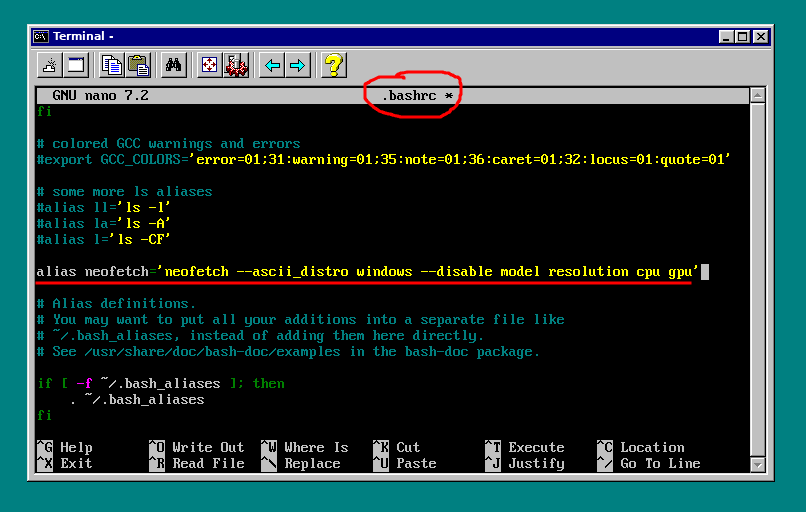 Terminal -
GNU nano 7.2 .bashrc *
fi
# colored GCC warnings and errors
#export GCC_COLORS='error=01;31:warning=01;35:note=01;36:caret=01;32:locus=01:quote=01'
# some more ls aliases
#alias ll='ls -l'
#alias la='ls -A'
#alias l='ls -CF'
alias neofetch='neofetch --ascii_distro windows --disable model resolution cpu gpu'
# Alias definitions.
# You may want to put all your additions into a separate file like
# ~/.bash_aliases, instead of adding them here directly.
# See /usr/share/doc/bash-doc/examples in the bash-doc package.
if [ -f ~/.bash_aliases ]; then
    . ~/.bash_aliases
fi
^G Help ^O Write Out ^W Where Is ^K Cut ^T Execute ^C Location
^X Exit ^R Read File ^\ Replace ^U Paste ^J Justify ^/ Go To Line